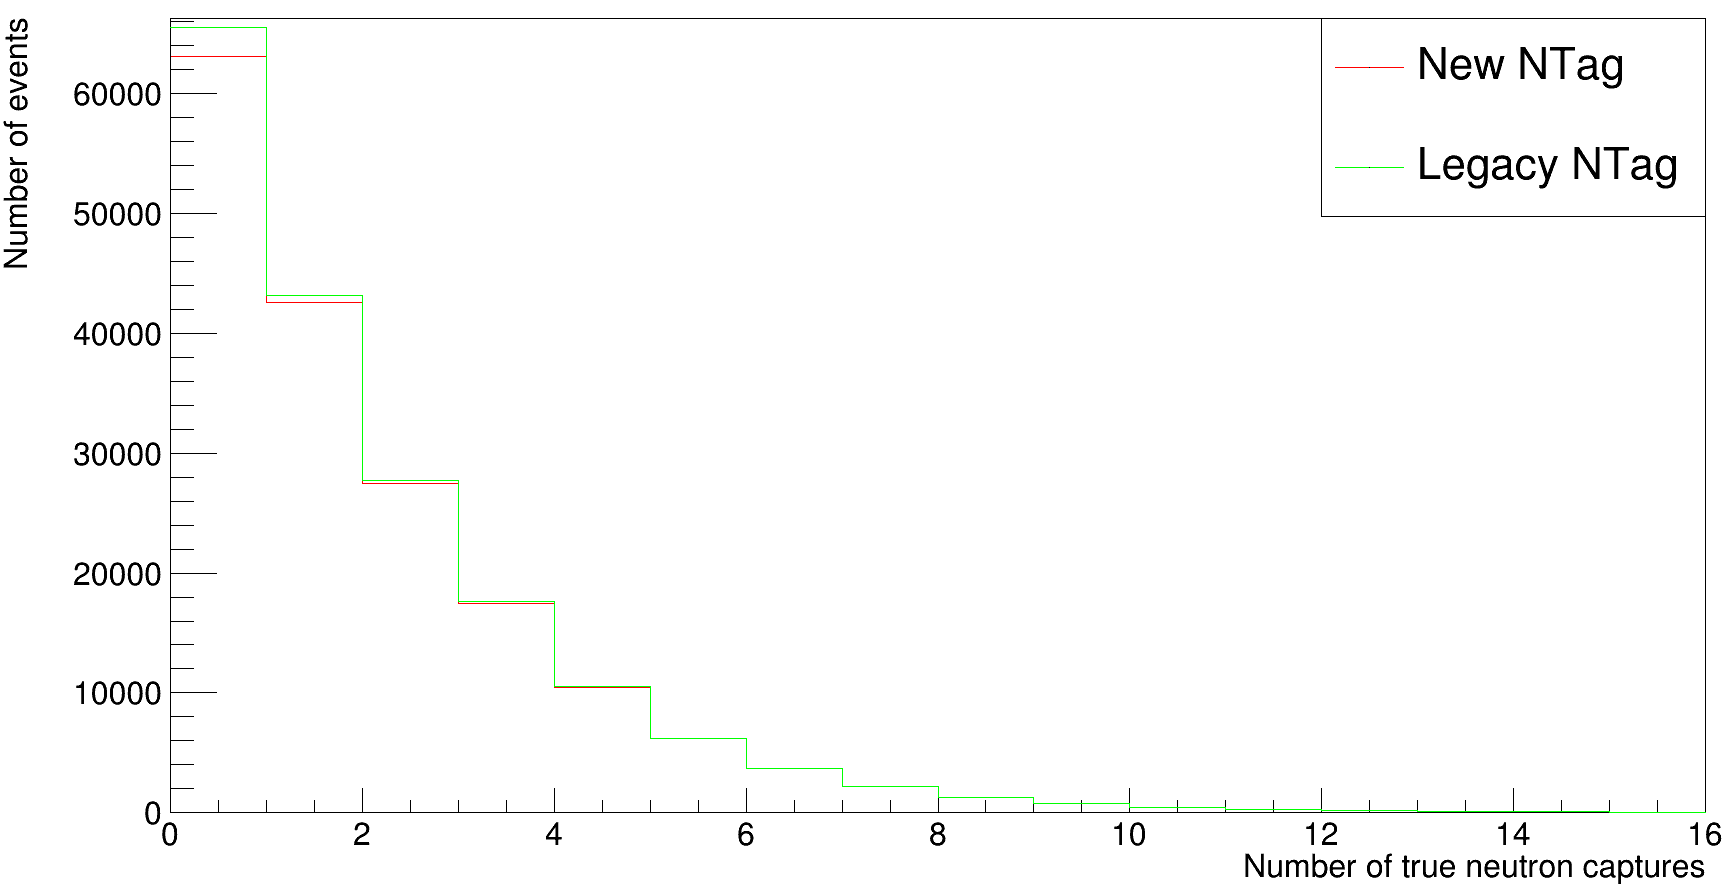 Number of events
60000
50000
40000
30000
20000
10000
0
0 2 4 6 8 10 12 14 16
Number of true neutron captures
New NTag
Legacy NTag